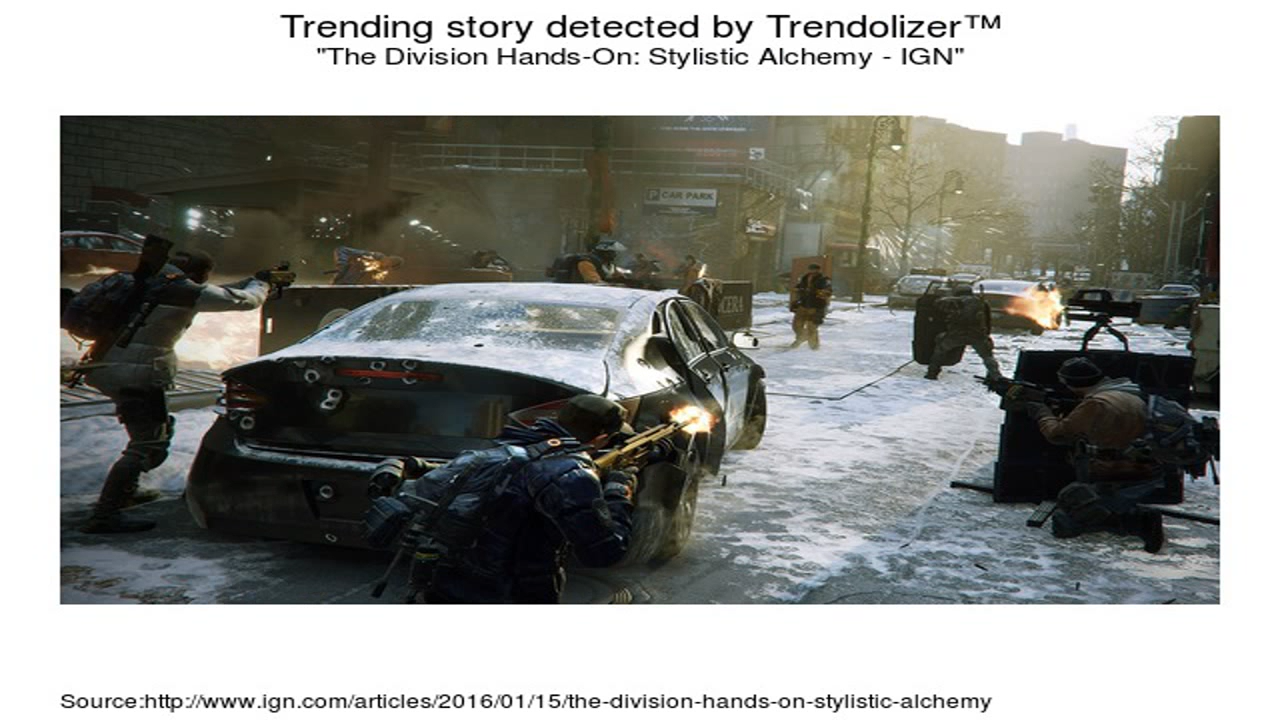 Trending story detected by Trendolizer™
"The Division Hands-On: Stylistic Alchemy - IGN"
P CAR PARK
Source:http://www.ign.com/articles/2016/01/15/the-division-hands-on-stylistic-alchemy